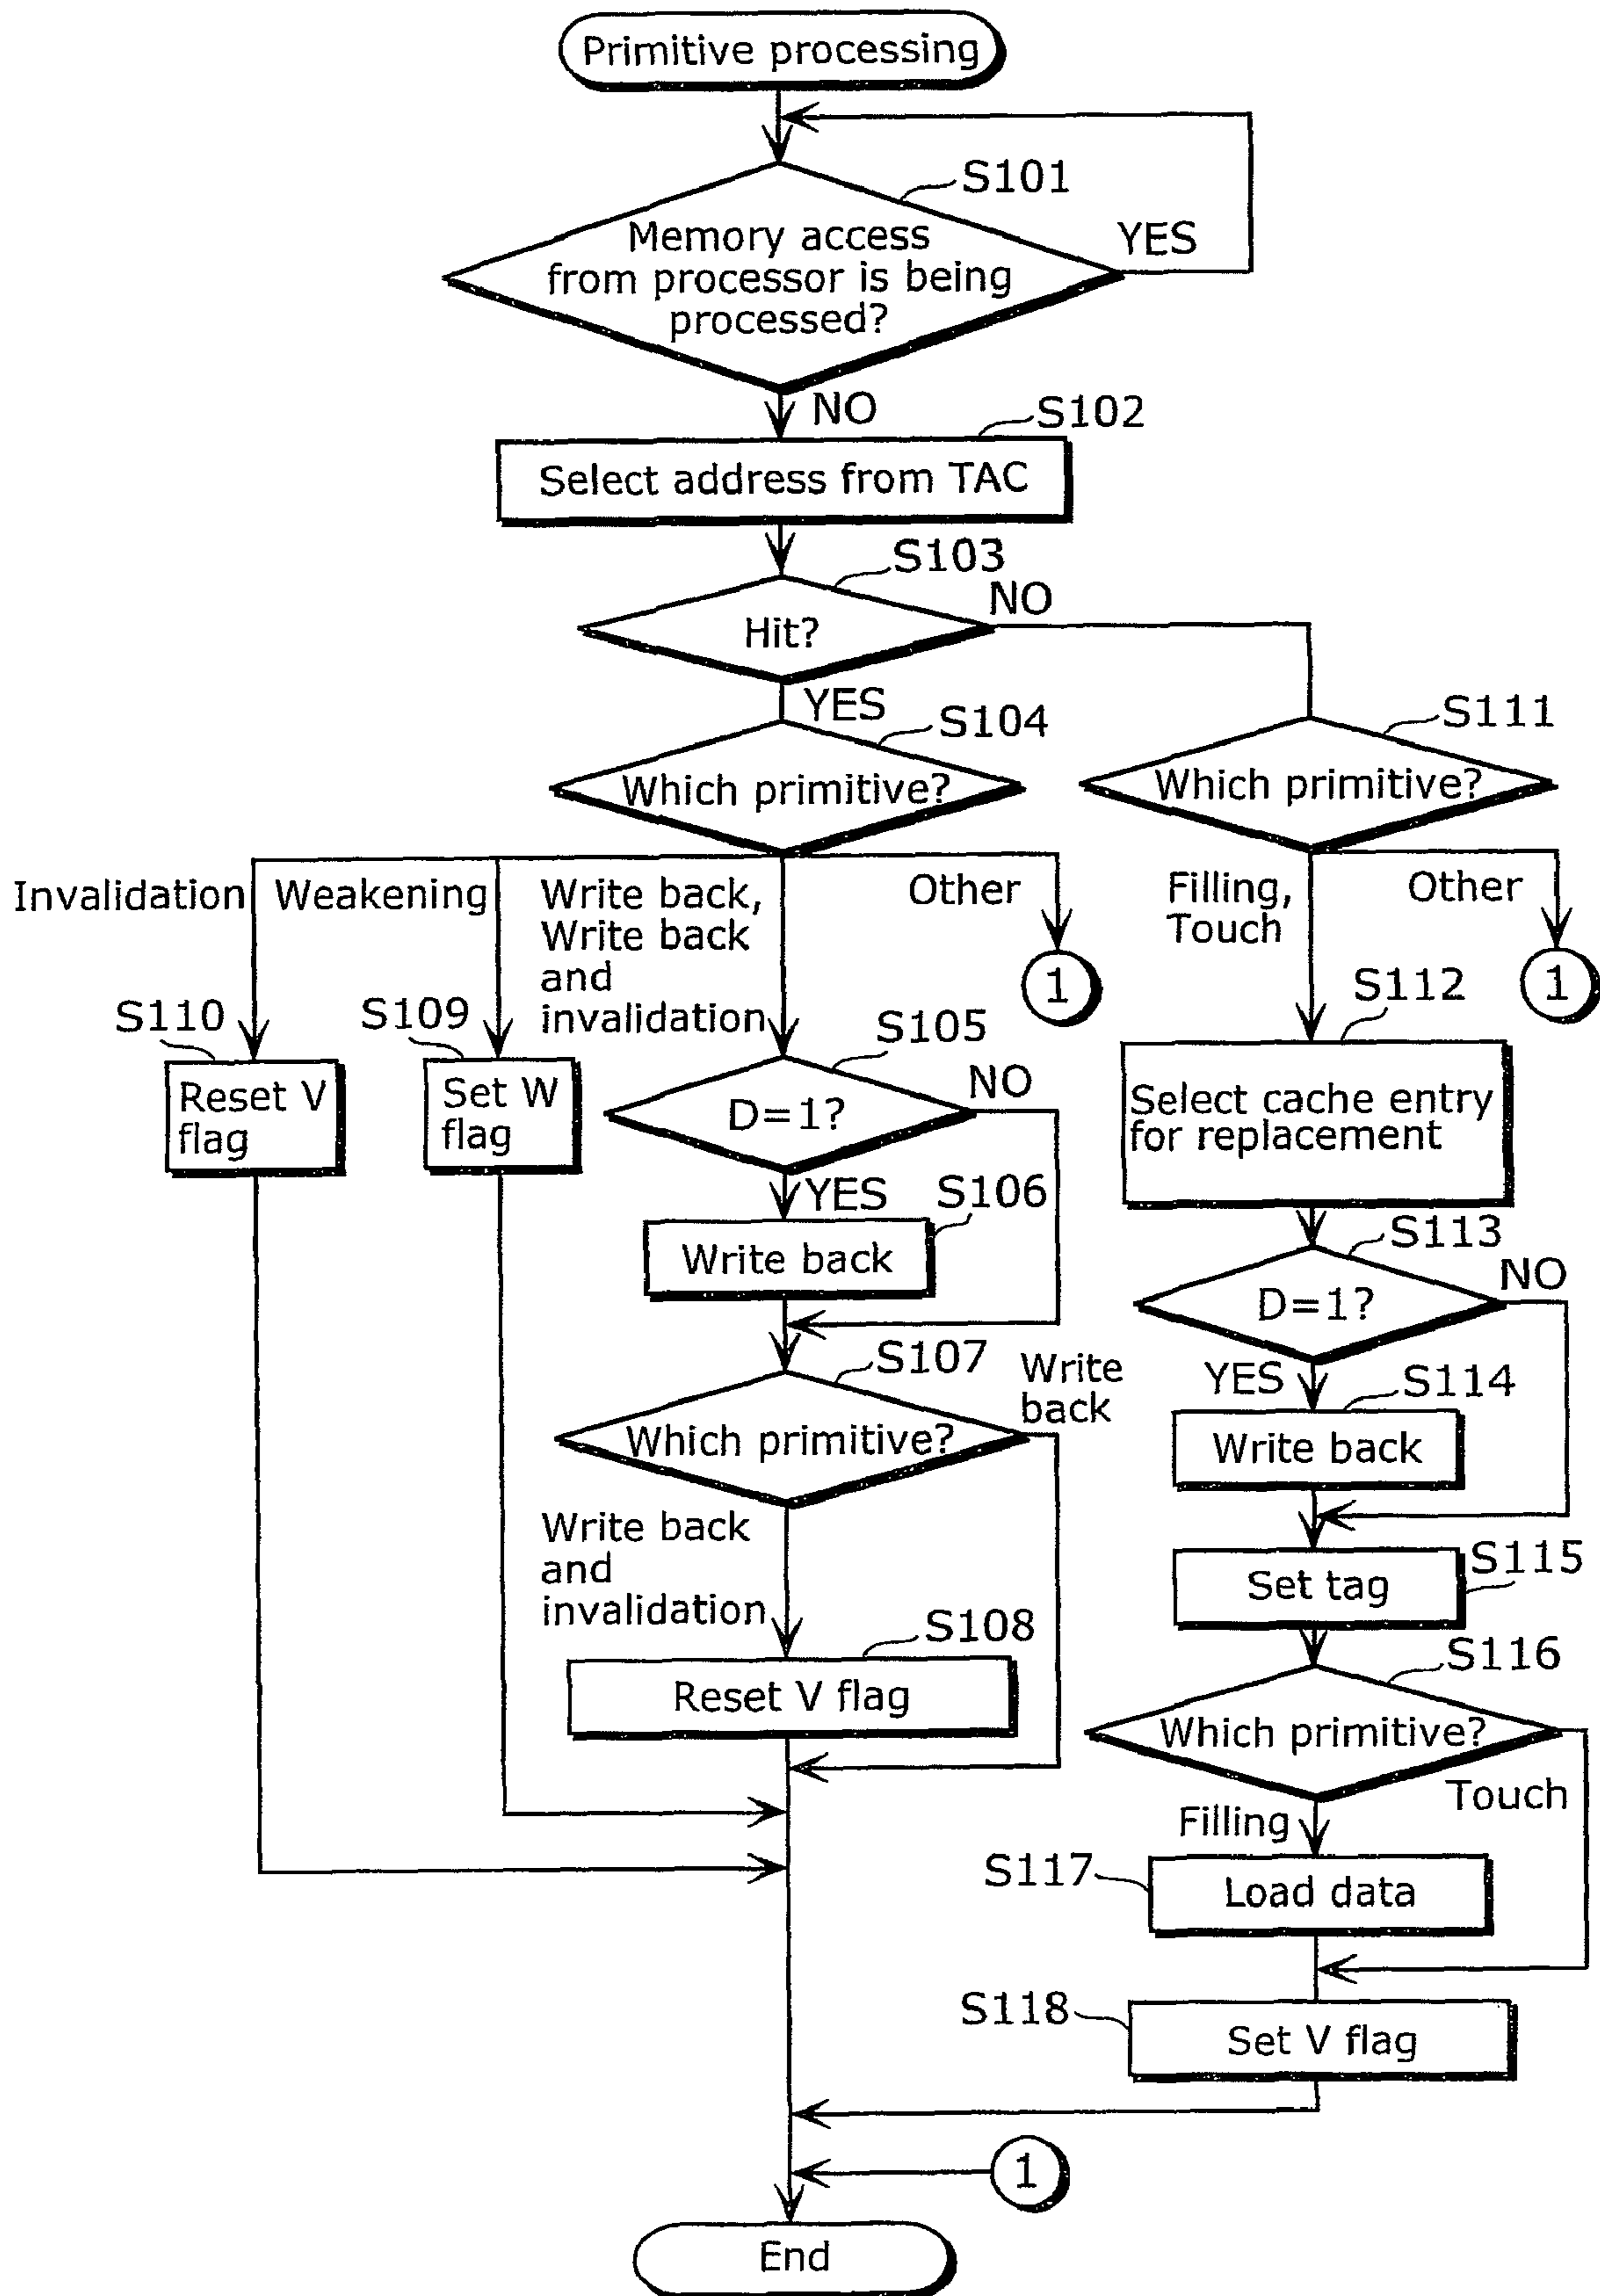 Primitive processing
S101
Memory access
from processor is being
processed?
YES
NO
S102
Select address from TAC
S103
Hit?
NO
YES
S104
Which primitive?
S111
Which primitive?
Invalidation
Weakening
Write back,
Write back
and
invalidation
Other
1
Filling,
Touch
Other
1
S110
Reset V
flag
S109
Set W
flag
S105
D=1?
NO
YES
S106
Write back
S107
Which primitive?
Write
back
Write back
and
invalidation
S108
Reset V flag
S112
Select cache entry
for replacement
S113
D=1?
NO
YES
S114
Write back
S115
Set tag
S116
Which primitive?
Touch
Filling
S117
Load data
S118
Set V flag
1
End